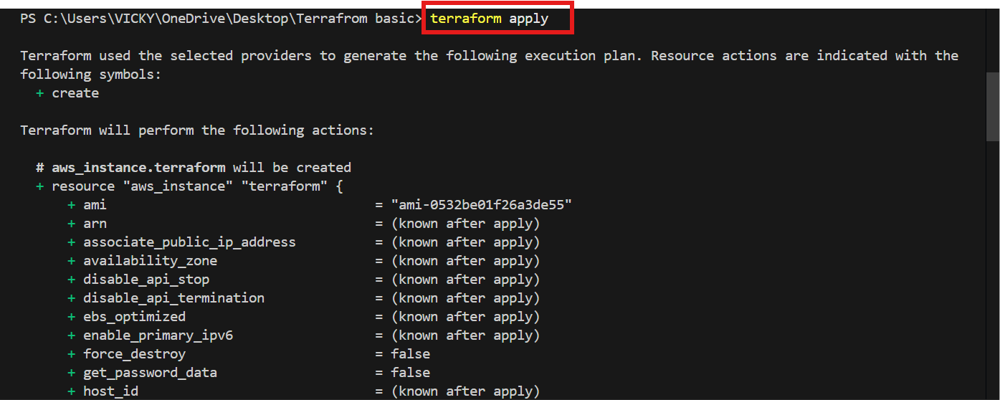 PS C:\Users\VICKY\OneDrive\Desktop\Terrafrom basic> terraform apply
Terraform used the selected providers to generate the following execution plan. Resource actions are indicated with the
following symbols:
+ create
Terraform will perform the following actions:
# aws_instance.terraform will be created
+ resource "aws_instance" "terraform" {
+ ami = "ami-0532be01f26a3de55"
+ arn = (known after apply)
+ associate_public_ip_address = (known after apply)
+ availability_zone = (known after apply)
+ disable_api_stop = (known after apply)
+ disable_api_termination = (known after apply)
+ ebs_optimized = (known after apply)
+ enable_primary_ipv6 = (known after apply)
+ force_destroy = false
+ get_password_data = false
+ host_id = (known after apply)